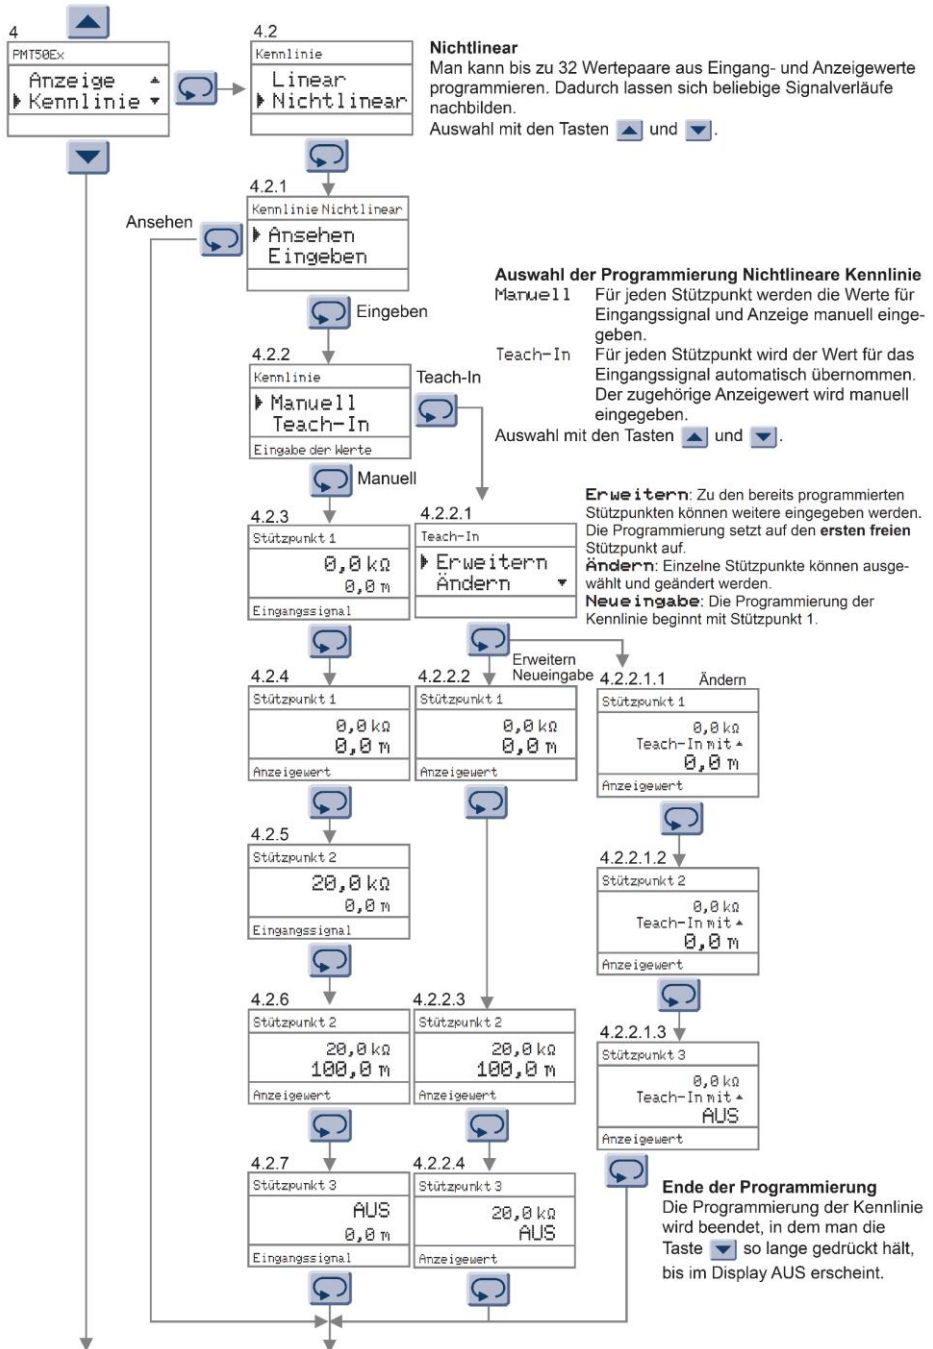 4
PMT50Ex
Anzeige
Kennlinie
4.2
Kennlinie
Linear
Nichtlinear
Nichtlinear
Man kann bis zu 32 Wertepaare aus Eingang- und Anzeigewerte
programmieren. Dadurch lassen sich beliebige Signalverläufe
nachbilden.
Auswahl mit den Tasten ▲ und ▼.
4.2.1
Kennlinie Nichtlinear
Ansehen
Eingeben
Ansehen
Eingeben
Auswahl der Programmierung Nichtlineare Kennlinie
Manuell Für jeden Stützpunkt werden die Werte für
Eingangssignal und Anzeige manuell einge-
geben.
Teach-In Für jeden Stützpunkt wird der Wert für das
Eingangssignal automatisch übernommen.
Der zugehörige Anzeigewert wird manuell
eingegeben.
Auswahl mit den Tasten ▲ und ▼.
4.2.2
Kennlinie
Manuell
Teach-In
Eingabe der Werte
Teach-In
Manuell
4.2.3
Stützpunkt 1
0,0 kΩ
0,0 m
Eingangssignal
4.2.2.1
Teach-In
Erweitern
Ändern
Erweitern: Zu den bereits programmierten
Stützpunkten können weitere eingegeben werden.
Die Programmierung setzt auf den ersten freien
Stützpunkt auf.
Ändern: Einzelne Stützpunkte können ausge-
wählt und geändert werden.
Neueingabe: Die Programmierung der
Kennlinie beginnt mit Stützpunkt 1.
Erweitern
Neueingabe
Ändern
4.2.4
Stützpunkt 1
0,0 kΩ
0,0 m
Anzeigewert
4.2.2.2
Stützpunkt 1
0,0 kΩ
0,0 m
Anzeigewert
4.2.2.1.1
Stützpunkt 1
0,0 kΩ
Teach-In mit ▲
0,0 m
Anzeigewert
4.2.5
Stützpunkt 2
20,0 kΩ
0,0 m
Eingangssignal
4.2.2.1.2
Stützpunkt 2
0,0 kΩ
Teach-In mit ▲
0,0 m
Anzeigewert
4.2.6
Stützpunkt 2
20,0 kΩ
100,0 m
Anzeigewert
4.2.2.3
Stützpunkt 2
20,0 kΩ
100,0 m
Anzeigewert
4.2.2.1.3
Stützpunkt 3
0,0 kΩ
Teach-In mit ▲
AUS
Anzeigewert
4.2.7
Stützpunkt 3
AUS
0,0 m
Eingangssignal
4.2.2.4
Stützpunkt 3
20,0 kΩ
AUS
Anzeigewert
Ende der Programmierung
Die Programmierung der Kennlinie
wird beendet, in dem man die
Taste ▼ so lange gedrückt hält,
bis im Display AUS erscheint.